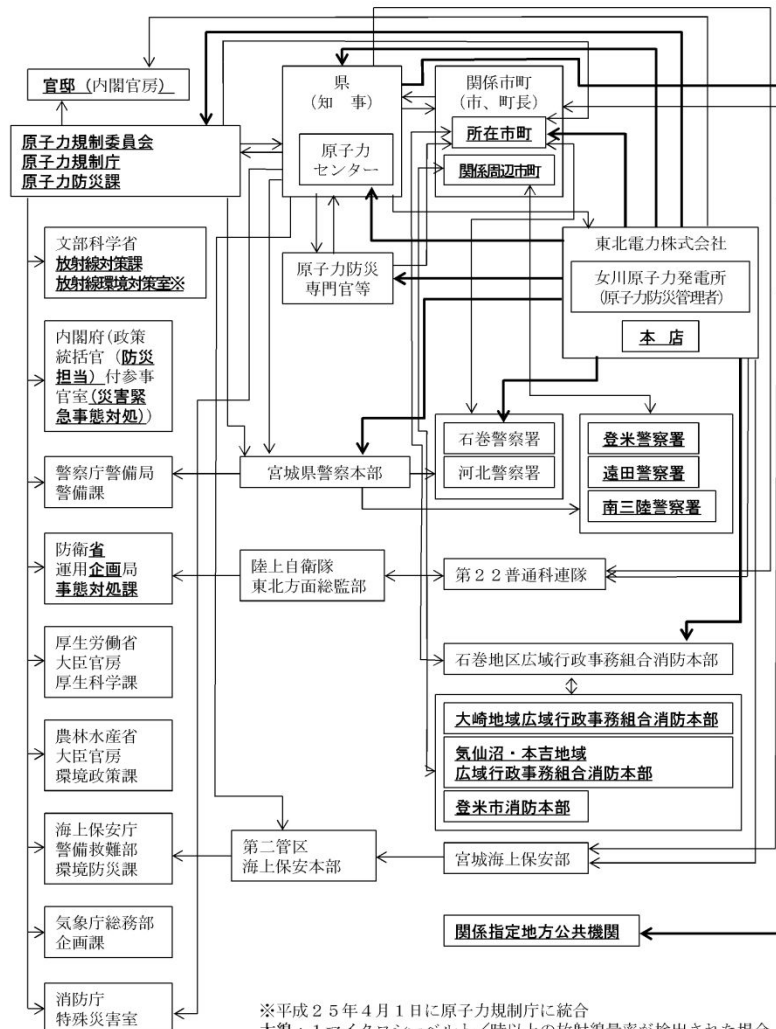 官邸（内閣官房）
原子力規制委員会
原子力規制庁
原子力防災課
県
（知　事）
原子力
センター
関係市町
（市、町長）
所在市町
関係周辺市町
東北電力株式会社
女川原子力発電所
(原子力防災管理者)
本　店
文部科学省
放射線対策課
放射線環境対策室※
原子力防災
専門官等
内閣府(政策
統括官（防災
担当）付参事
官室(災害緊
急事態対処))
石巻警察署
河北警察署
登米警察署
遠田警察署
南三陸警察署
警察庁警備局
警備課
宮城県警察本部
防衛省
運用企画局
事態対処課
陸上自衛隊
東北方面総監部
第２２普通科連隊
厚生労働省
大臣官房
厚生科学課
石巻地区広域行政事務組合消防本部
農林水産省
大臣官房
環境政策課
大崎地域広域行政事務組合消防本部
気仙沼・本吉地域
広域行政事務組合消防本部
登米市消防本部
海上保安庁
警備救難部
環境防災課
第二管区
海上保安本部
宮城海上保安部
気象庁総務部
企画課
関係指定地方公共機関
消防庁
特殊災害室
※平成２５年４月１日に原子力規制庁に統合